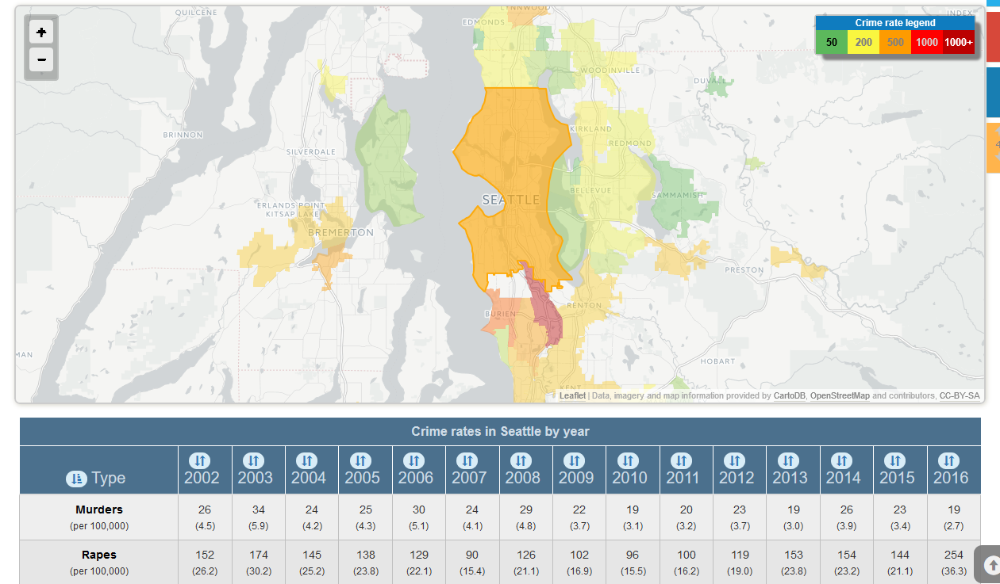 QUILCENE
LYNNWOOD
INDEX
EDMONDS
+
−
Crime rate legend
50 200 500 1000 1000+
WOODINVILLE
DUVALL
BRINNON
KIRKLAND
REDMOND
SILVERDALE
4
BELLEVUE
SAMMAMISH
SEATTLE
ERLANDS POINT
KITSAP LAKE
BREMERTON
PRESTON
RENTON
BURIEN
MAN
HOBART
KENT
Leaflet | Data, imagery and map information provided by CartoDB, OpenStreetMap and contributors, CC-BY-SA
Crime rates in Seattle by year
Type 2002 2003 2004 2005 2006 2007 2008 2009 2010 2011 2012 2013 2014 2015 2016
Murders 26 34 24 25 30 24 29 22 19 20 23 19 26 23 19
(per 100,000) (4.5) (5.9) (4.2) (4.3) (5.1) (4.1) (4.8) (3.7) (3.1) (3.2) (3.7) (3.0) (3.9) (3.4) (2.7)
Rapes 152 174 145 138 129 90 126 102 96 100 119 153 154 144 254
(per 100,000) (26.2) (30.2) (25.2) (23.8) (22.1) (15.4) (21.1) (16.9) (15.5) (16.2) (19.0) (23.8) (23.2) (21.1) (36.3)